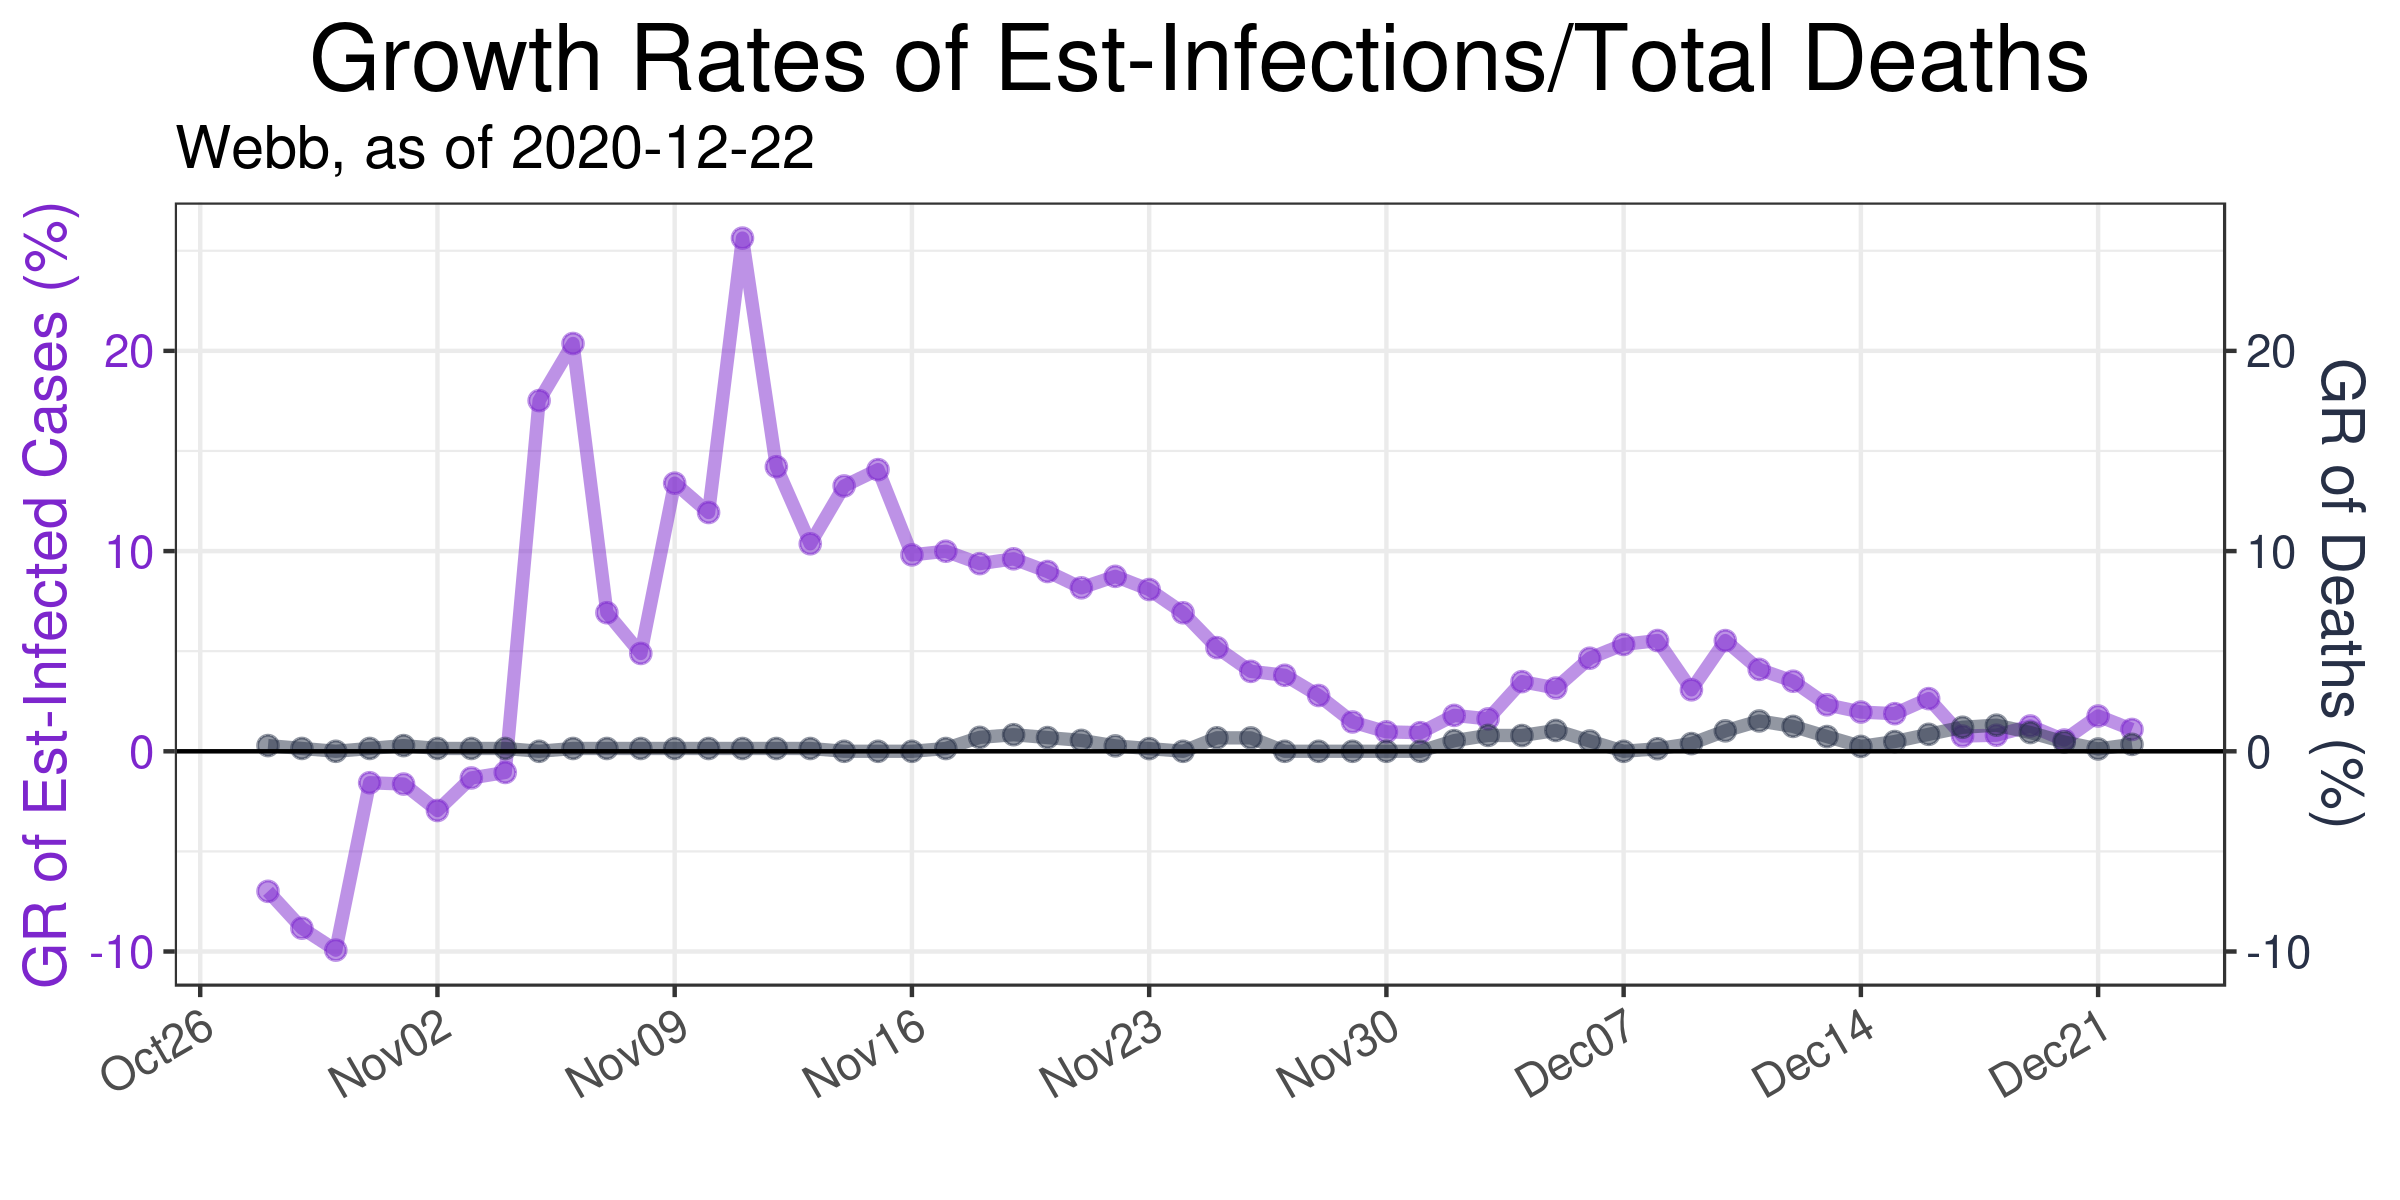 Growth Rates of Est-Infections/Total Deaths
Webb, as of 2020-12-22
GR of Est-Infected Cases (%)
20
10
0
-10
20
10
0
-10
GR of Deaths (%)
Oct26
Nov02
Nov09
Nov16
Nov23
Nov30
Dec07
Dec14
Dec21